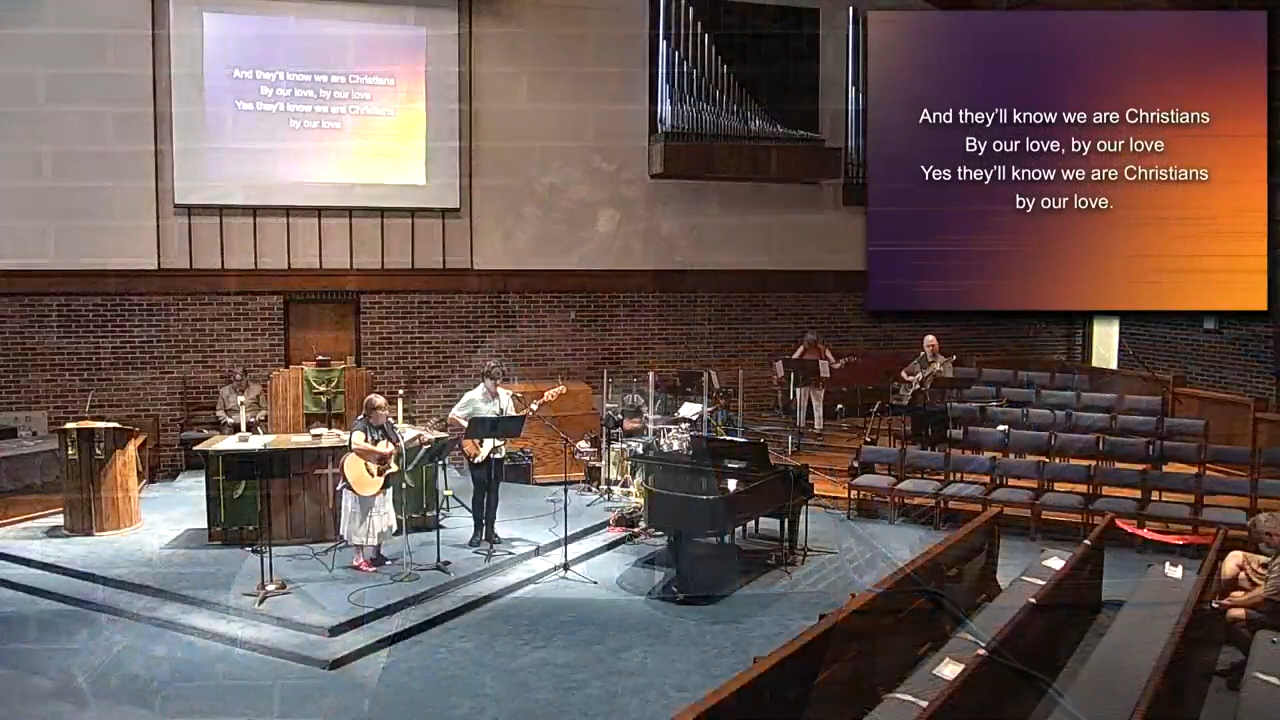 And they'll know we are Christians
By our love, by our love
Yes they'll know we are Christians
by our love.
And they'll know we are Christians
By our love, by our love
Yes they'll know we are Christians
by our love.